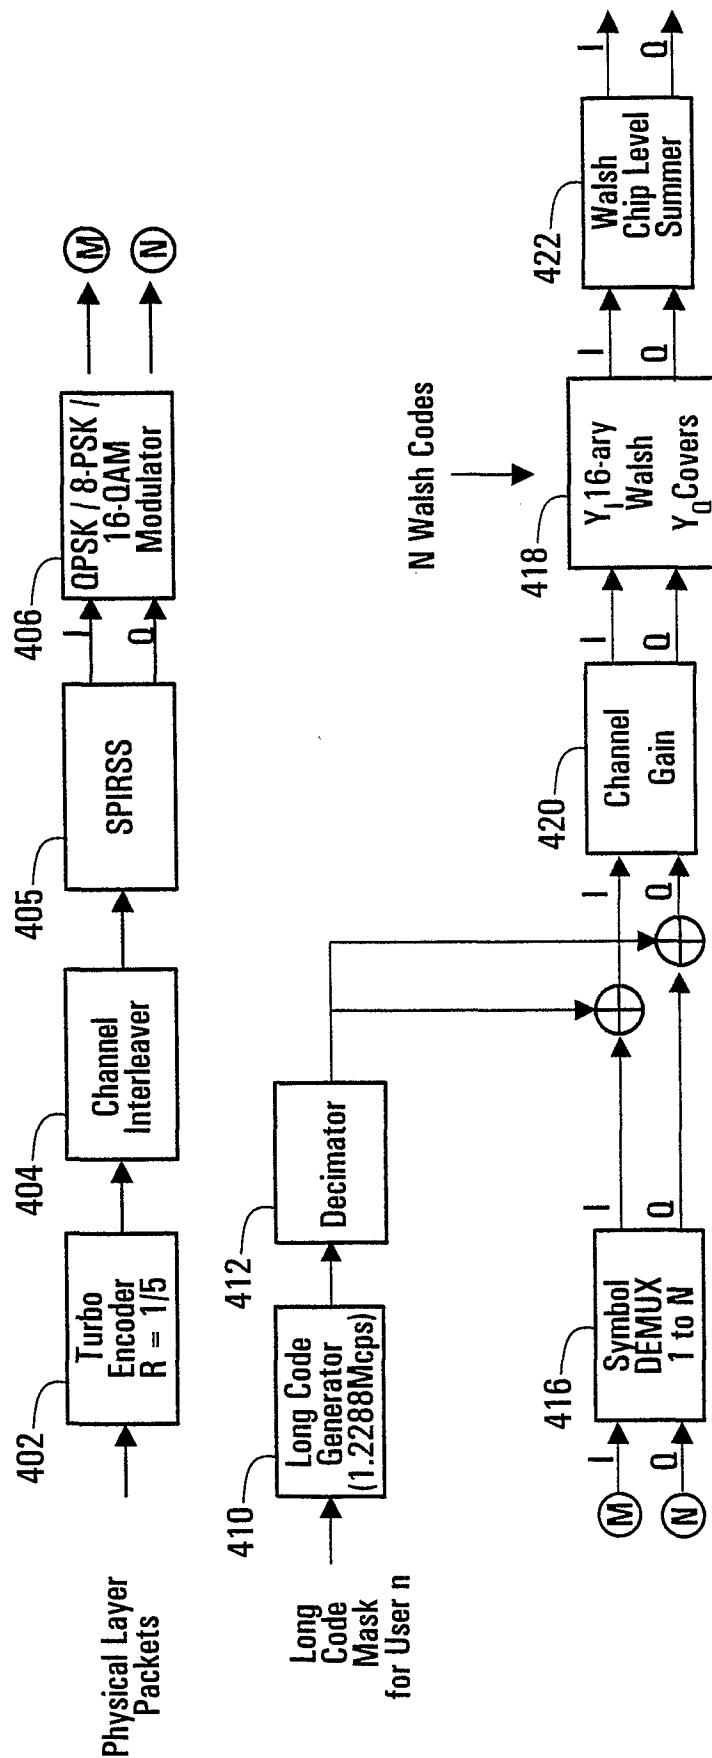 Physical Layer
Packets
402
Turbo
Encoder
R = 1/5
404
Channel
Interleaver
405
SPIRSS
I
Q
406
QPSK / 8-PSK /
16-QAM
Modulator
M
N
Long
Code
Mask
for User n
410
Long Code
Generator
(1.2288Mcps)
412
Decimator
M
N
I
Q
416
Symbol
DEMUX
1 to N
I
Q
I
Q
420
Channel
Gain
I
Q
N Walsh Codes
418
YI 16-ary
Walsh
YQ Covers
I
Q
422
Walsh
Chip Level
Summer
I
Q